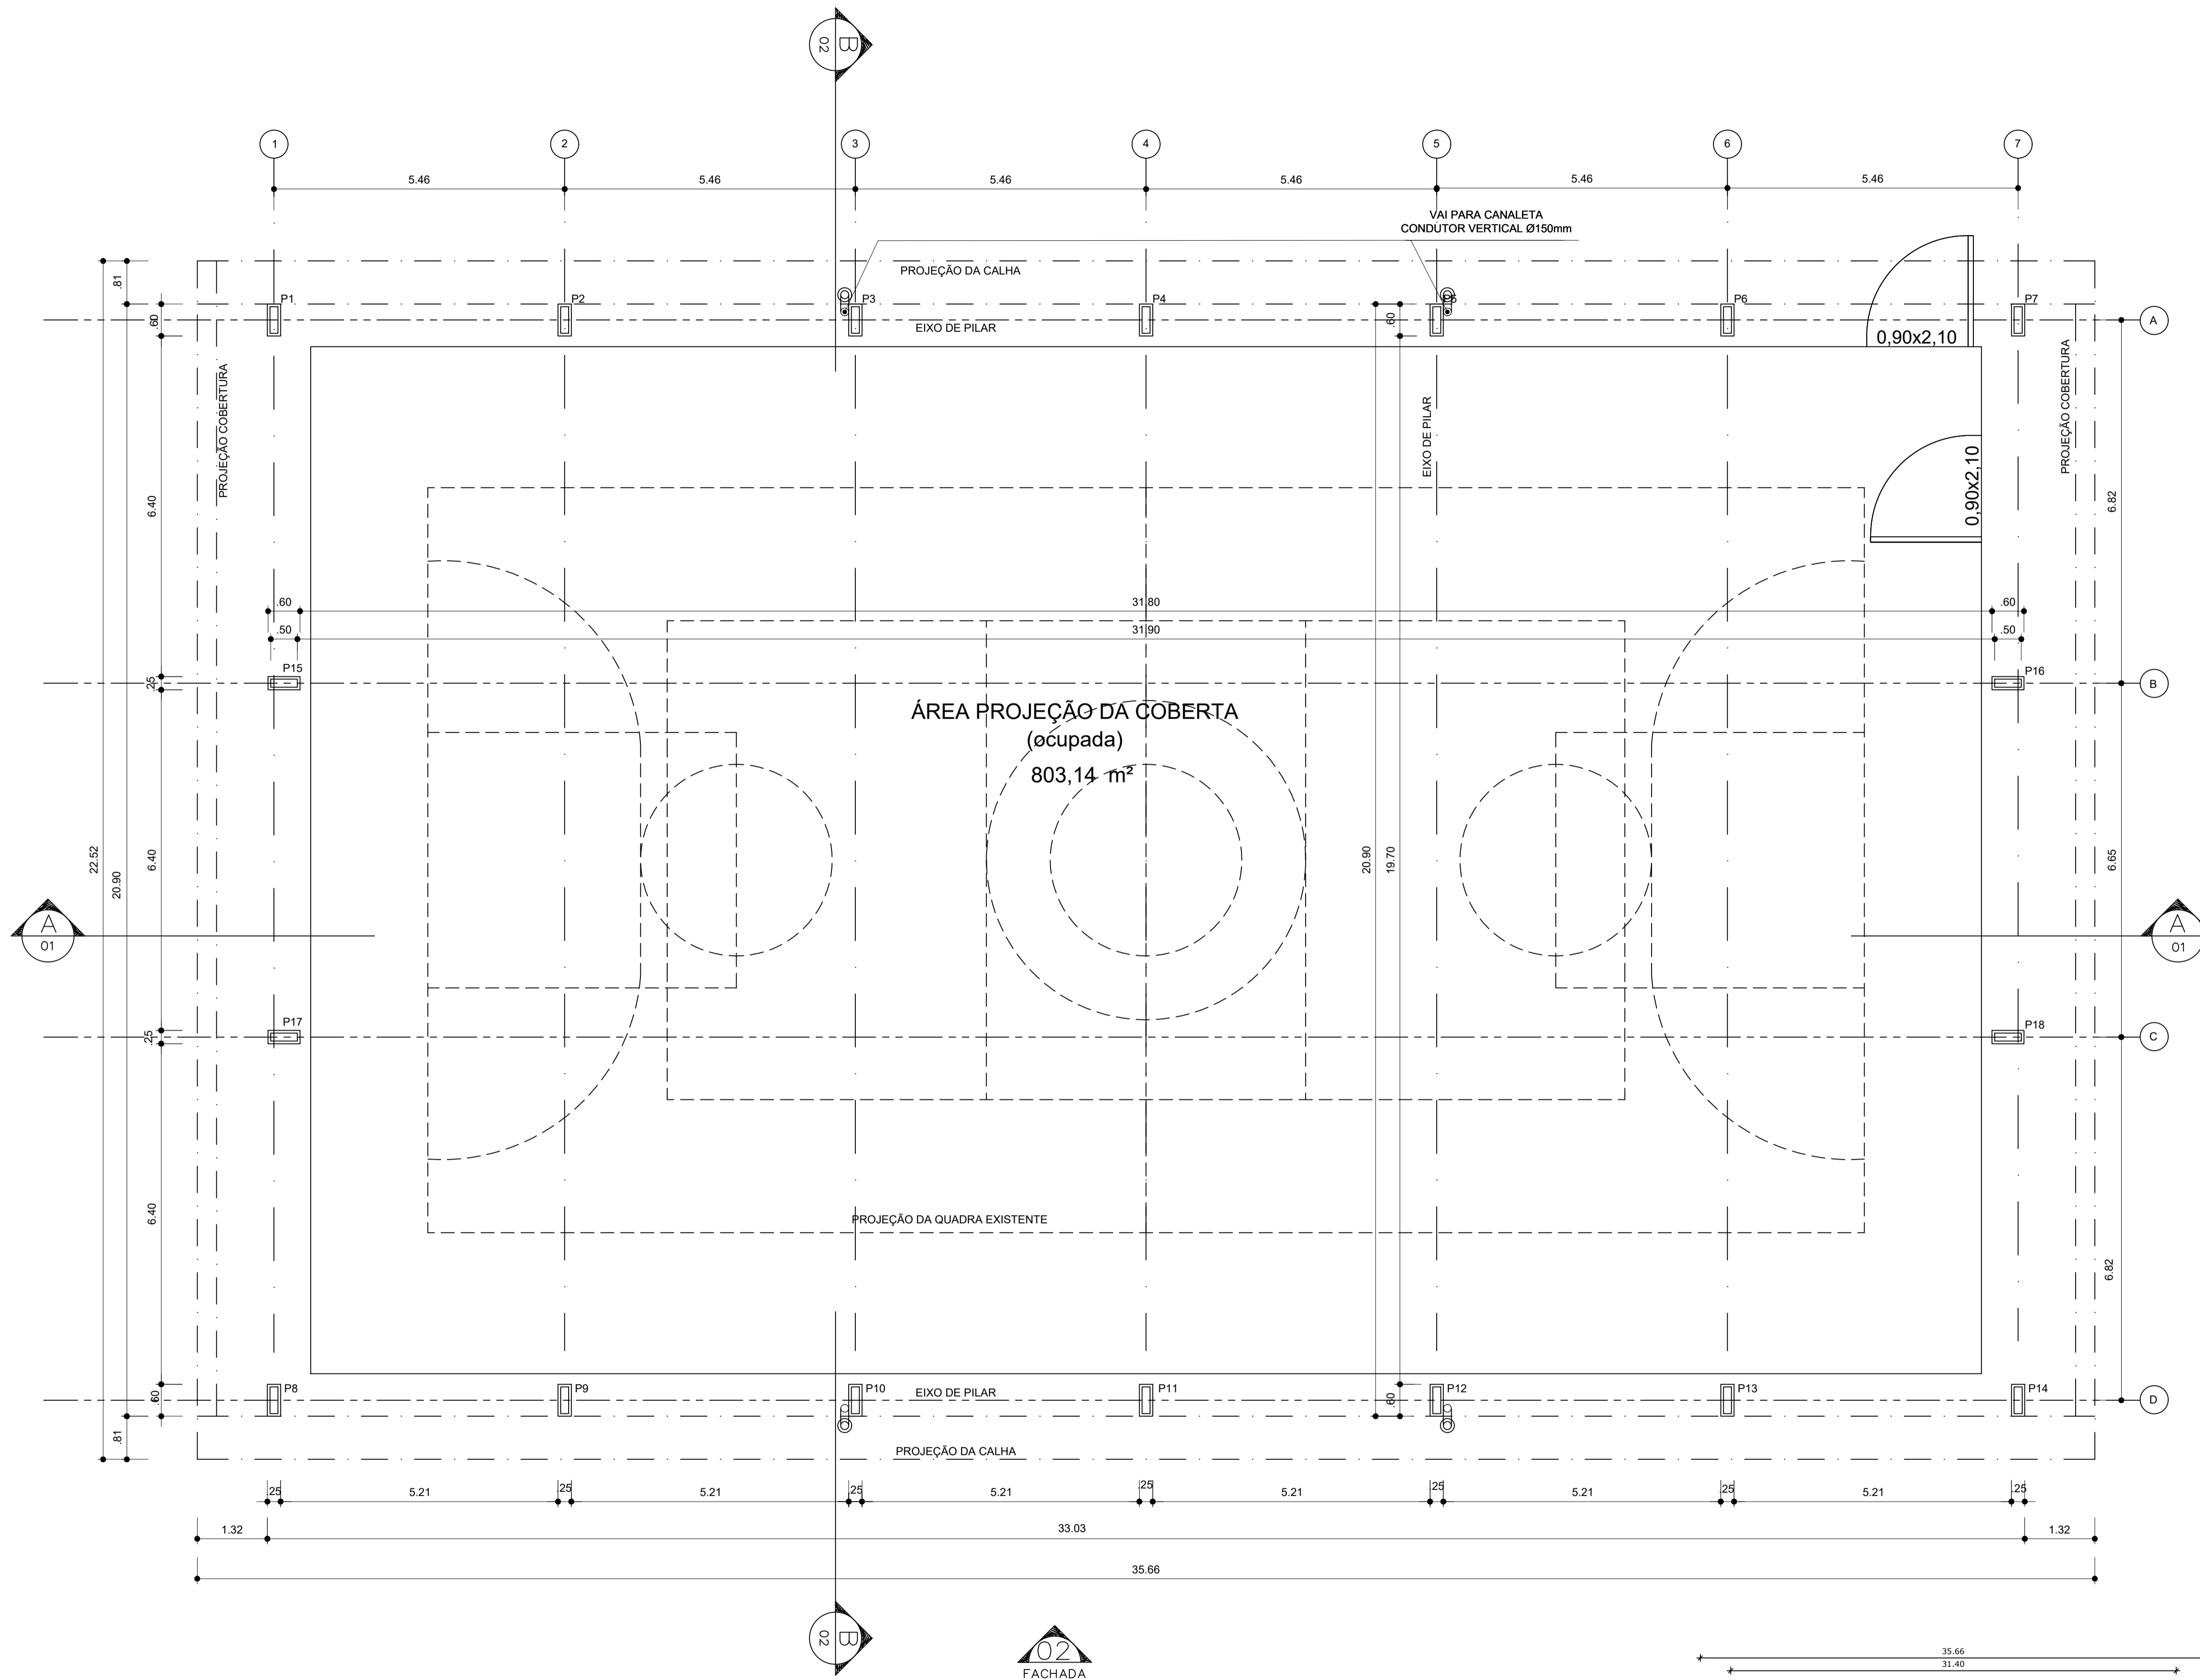 B
02
1
2
3
4
5
6
7
5.46
5.46
5.46
5.46
5.46
5.46
VAI PARA CANALETA
CONDUTOR VERTICAL Ø150mm
PROJEÇÃO DA CALHA
.81
.60
P1
P2
P3
P4
P5
P6
P7
EIXO DE PILAR
.60
0,90x2,10
A
PROJEÇÃO COBERTURA
PROJEÇÃO COBERTURA
EIXO DE PILAR
0,90x2,10
6.40
6.82
.60
31.80
.60
.50
31.90
.50
P15
P16
.25
B
ÁREA PROJEÇÃO DA COBERTA
(ocupada)
803,14 m²
22.52
20.90
6.40
20.90
19.70
6.65
A
01
A
01
P17
P18
.25
C
6.40
PROJEÇÃO DA QUADRA EXISTENTE
6.82
P8
P9
P10
P11
P12
P13
P14
.60
EIXO DE PILAR
.60
D
.81
PROJEÇÃO DA CALHA
.25
5.21
.25
5.21
.25
5.21
.25
5.21
.25
5.21
.25
5.21
.25
1.32
33.03
1.32
35.66
B
02
02
FACHADA
35.66
31.40